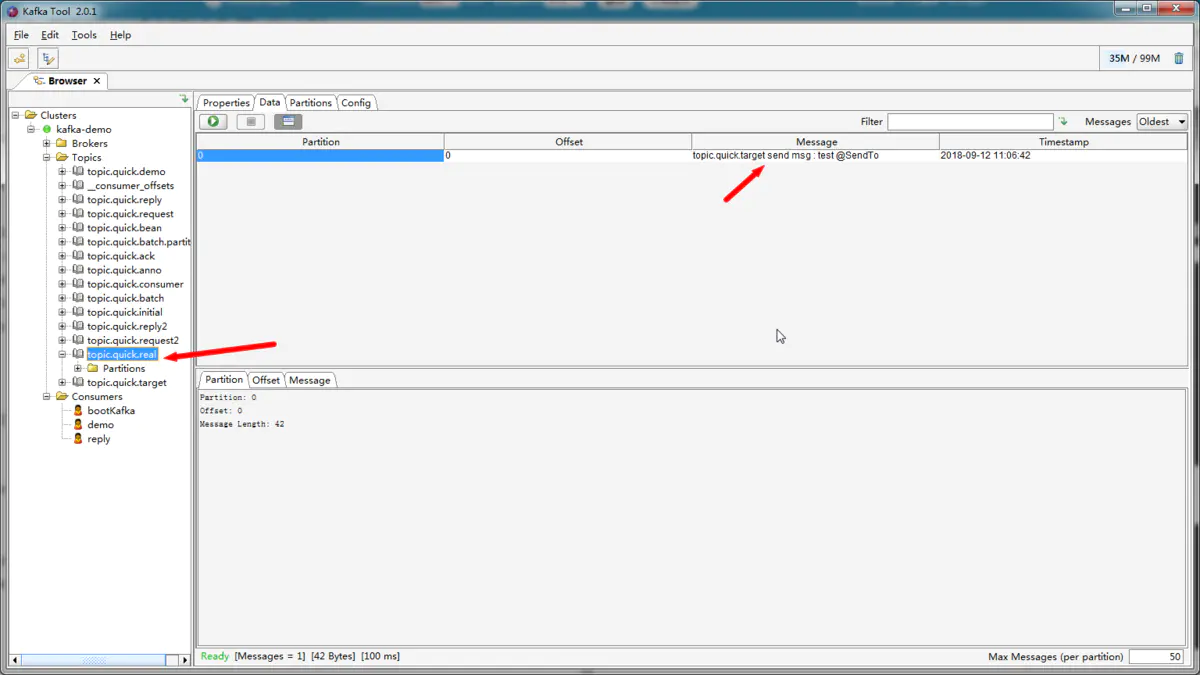 Kafka Tool 2.0.1
File Edit Tools Help
35M / 99M
Browser
Clusters
kafka-demo
Brokers
Topics
topic.quick.demo
__consumer_offsets
topic.quick.reply
topic.quick.request
topic.quick.bean
topic.quick.batch.partit
topic.quick.ack
topic.quick.anno
topic.quick.consumer
topic.quick.batch
topic.quick.initial
topic.quick.reply2
topic.quick.request2
topic.quick.real
Partitions
topic.quick.target
Consumers
bootKafka
demo
reply
Properties Data Partitions Config
Filter Messages Oldest
Partition Offset Message Timestamp
0 0 topic.quick.target send msg : test @SendTo 2018-09-12 11:06:42
Partition Offset Message
Partition: 0
Offset: 0
Message Length: 42
Ready [Messages = 1] [42 Bytes] [100 ms] Max Messages (per partition) 50